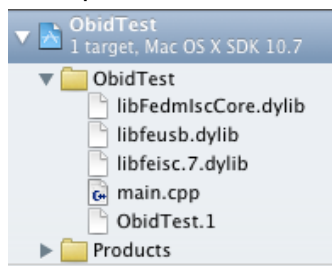 ObidTest
1 target, Mac OS X SDK 10.7
ObidTest
libFedmIscCore.dylib
libfeusb.dylib
libfeisc.7.dylib
main.cpp
ObidTest.1
Products